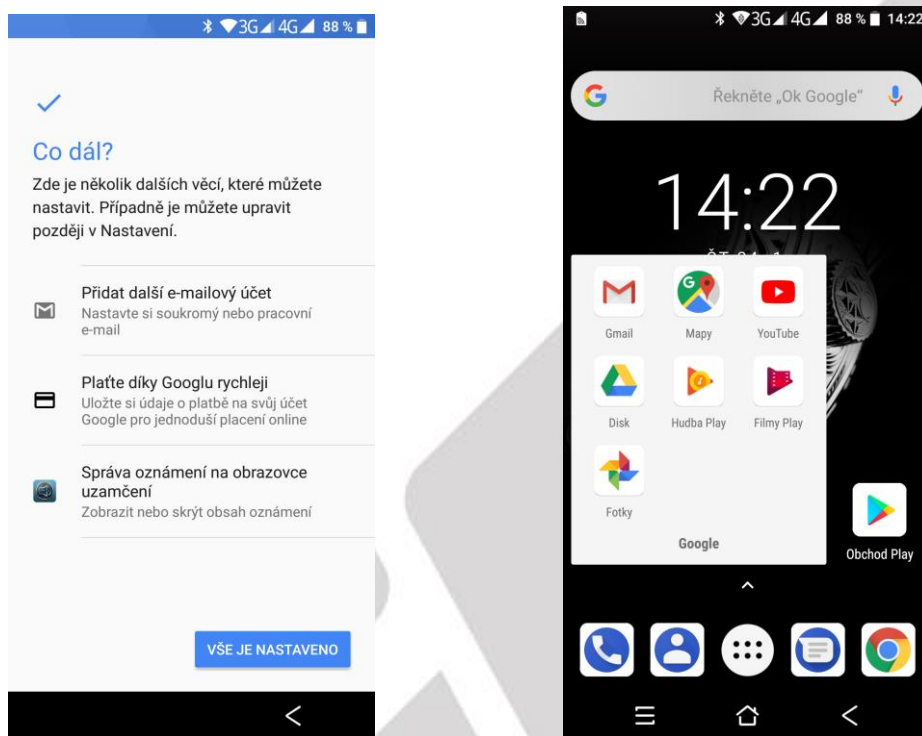 3G 4G 88 %
Co dál?
Zde je několik dalších věcí, které můžete
nastavit. Případně je můžete upravit
později v Nastavení.
Přidat další e-mailový účet
Nastavte si soukromý nebo pracovní
e-mail
Plaťte díky Googlu rychleji
Uložte si údaje o platbě na svůj účet
Google pro jednoduší placení online
Správa oznámení na obrazovce
uzamčení
Zobrazit nebo skrýt obsah oznámení
VŠE JE NASTAVENO
3G 4G 88 % 14:22
Řekněte „Ok Google"
14:22
Gmail Mapy YouTube
Disk Hudba Play Filmy Play
Fotky
Google
Obchod Play